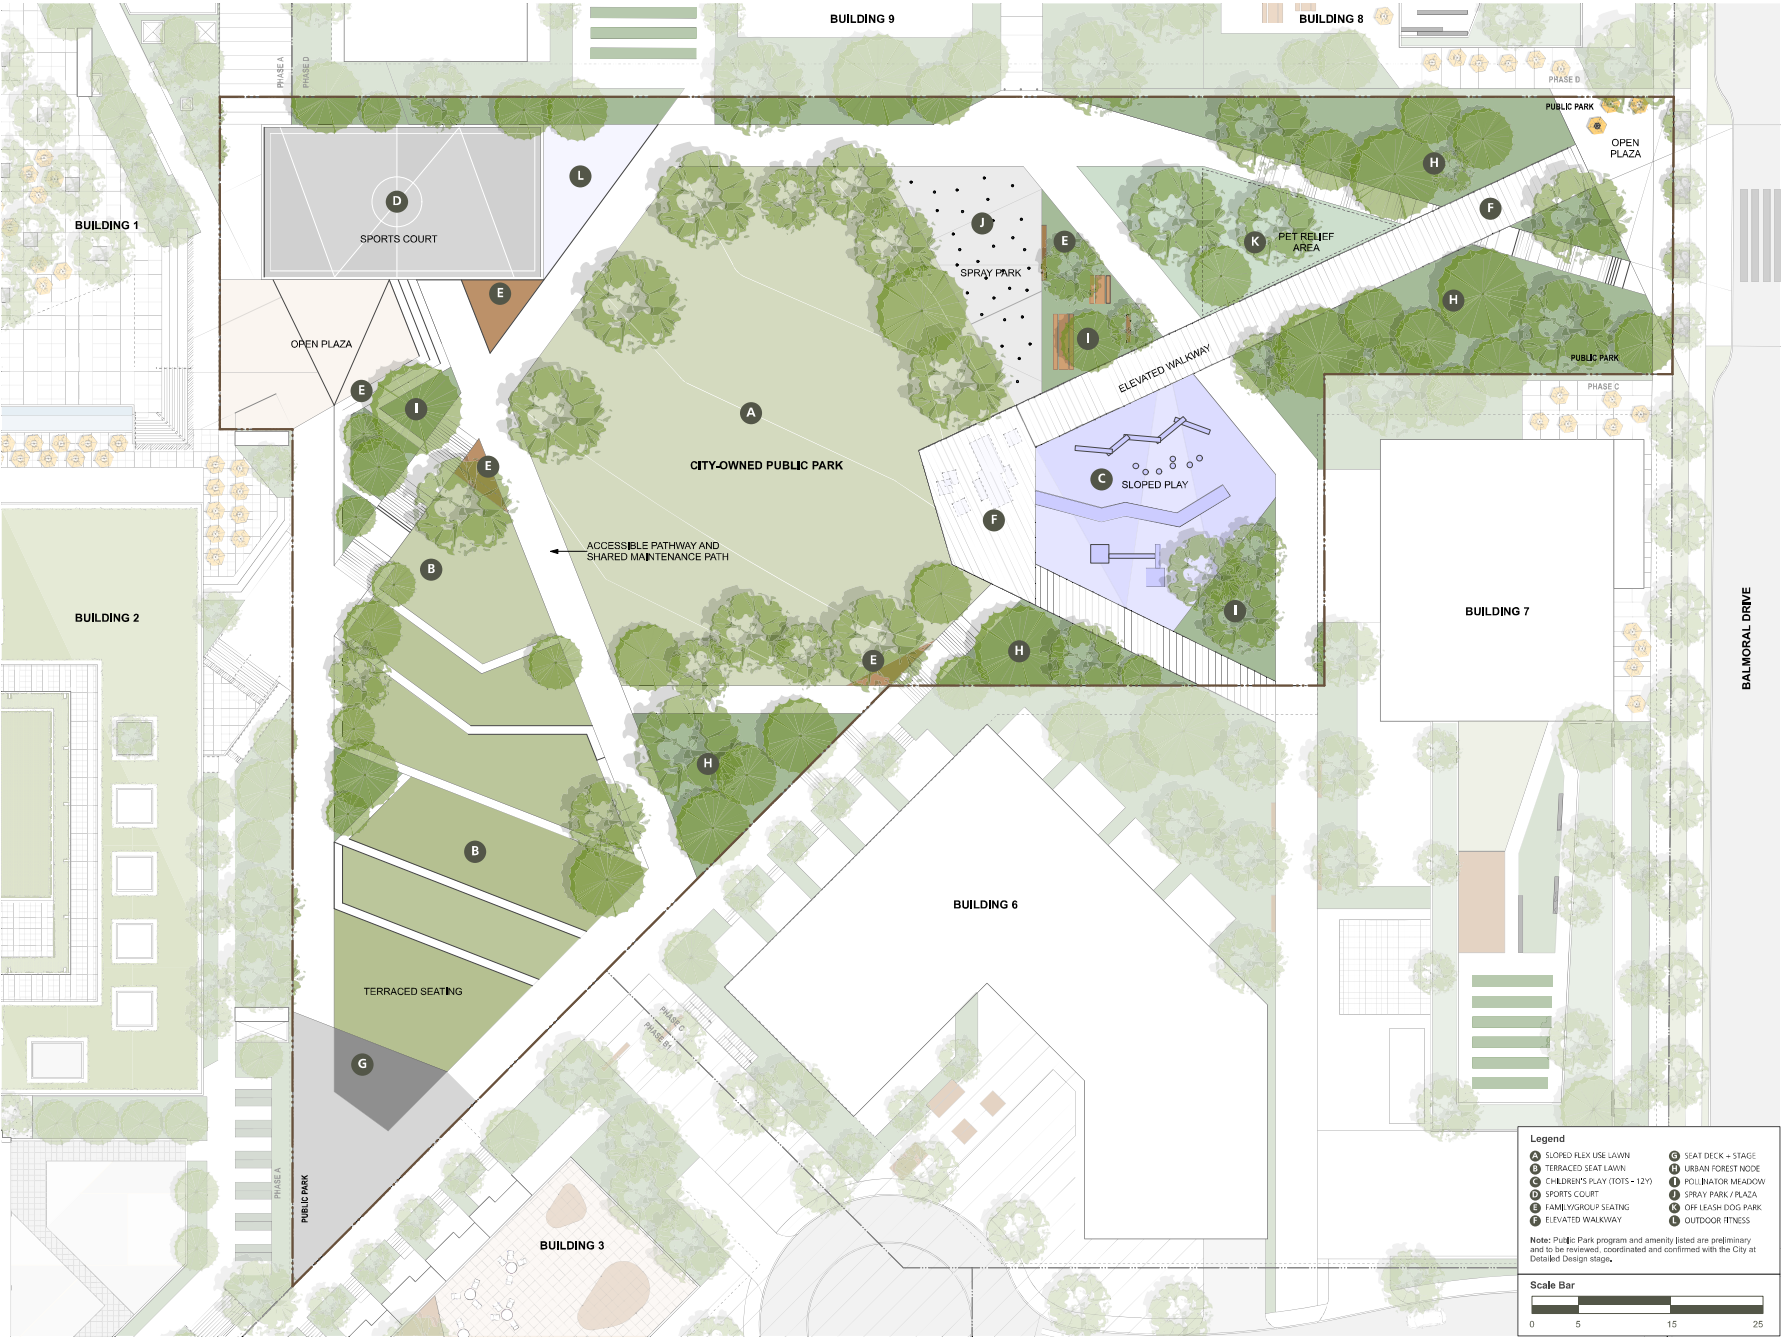 BUILDING 9
BUILDING 8
PHASE A
PHASE D
PHASE D
PUBLIC PARK
OPEN
PLAZA
H
L
D
SPORTS COURT
BUILDING 1
J
F
E
K
PET RELIEF
AREA
SPRAY PARK
E
H
I
OPEN PLAZA
ELEVATED WALKWAY
PUBLIC PARK
PHASE C
E
I
A
CITY-OWNED PUBLIC PARK
E
C
SLOPED PLAY
F
ACCESSIBLE PATHWAY AND
SHARED MAINTENANCE PATH
B
BUILDING 2
I
BUILDING 7
BALMORAL DRIVE
H
E
H
B
BUILDING 6
TERRACED SEATING
PHASE C
PHASE B1
G
PHASE A
PUBLIC PARK
BUILDING 3
Legend
A SLOPED FLEX USE LAWN
B TERRACED SEAT LAWN
C CHILDREN'S PLAY (TOTS - 12Y)
D SPORTS COURT
E FAMILY/GROUP SEATING
F ELEVATED WALKWAY
G SEAT DECK + STAGE
H URBAN FOREST NODE
I POLLINATOR MEADOW
J SPRAY PARK / PLAZA
K OFF LEASH DOG PARK
L OUTDOOR FITNESS
Note: Public Park program and amenity listed are preliminary
and to be reviewed, coordinated and confirmed with the City at
Detailed Design stage.
Scale Bar
0 5 15 25